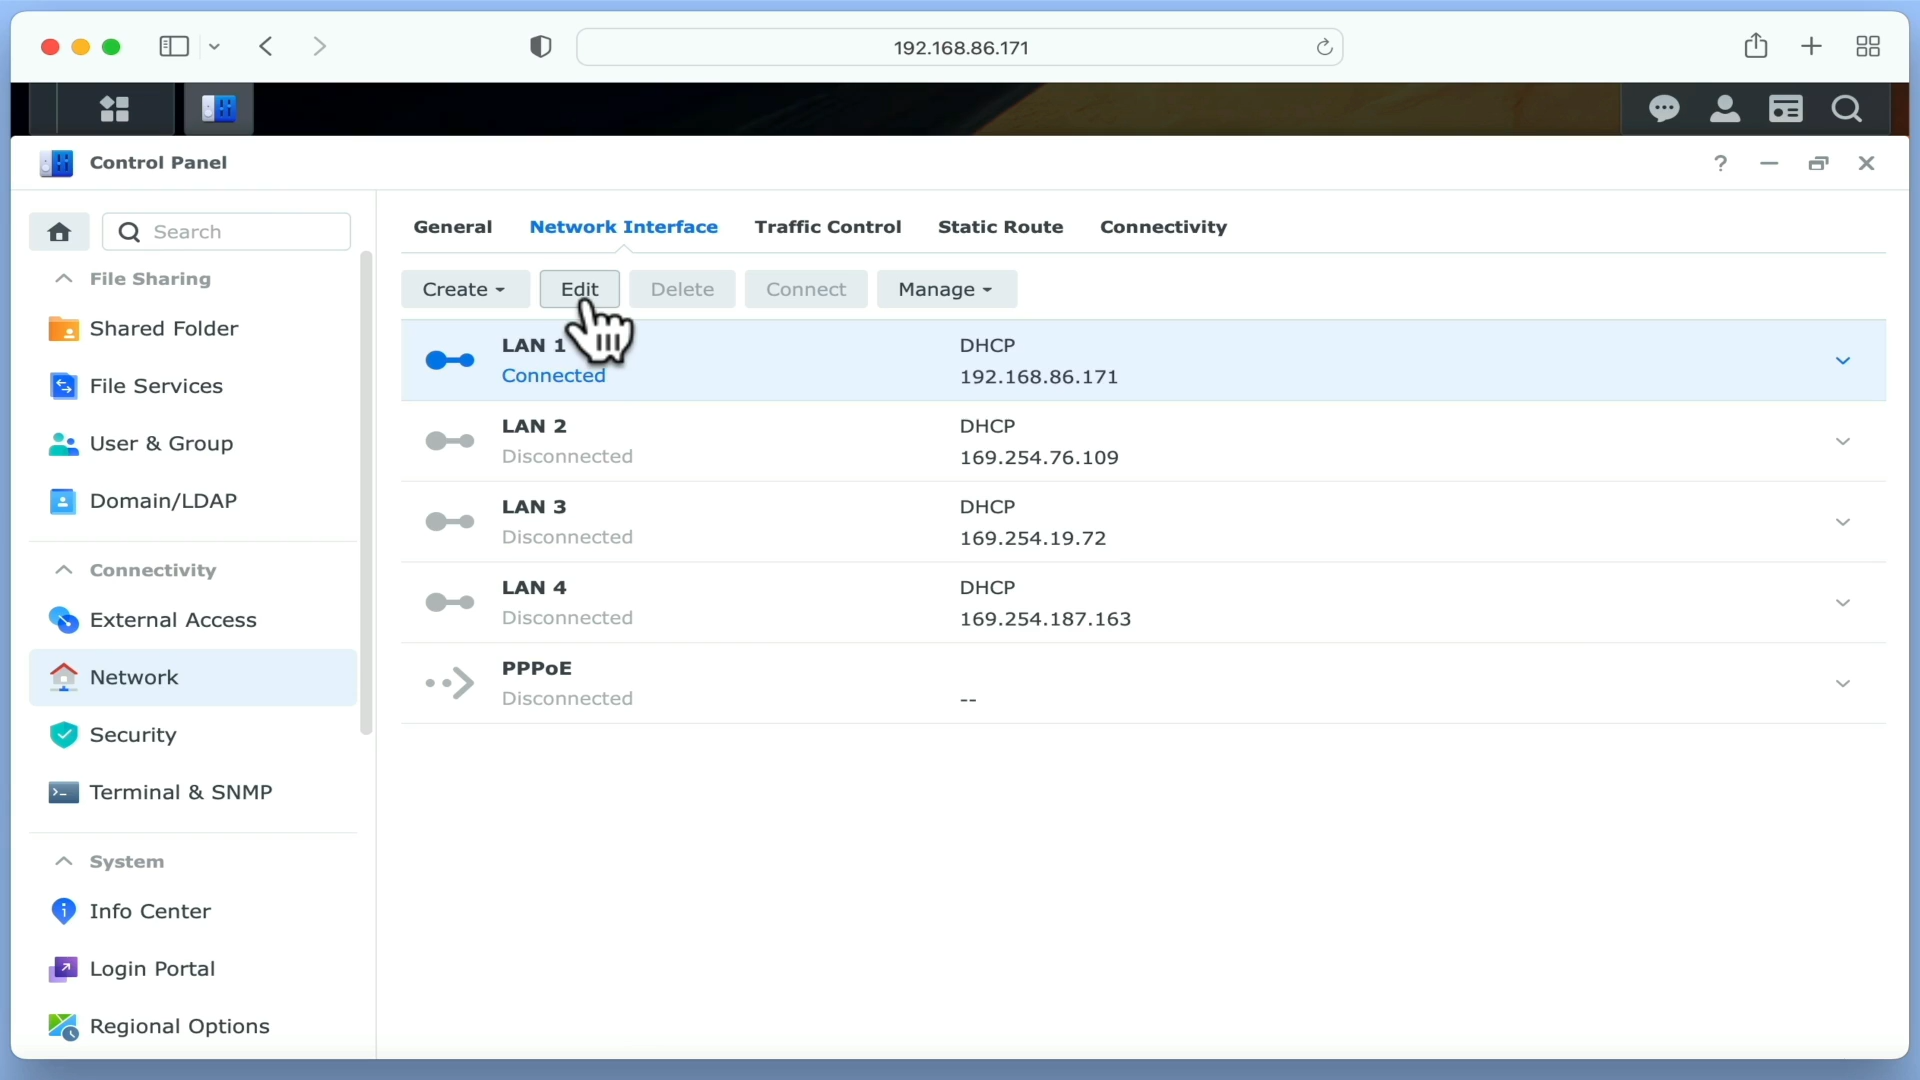 192.168.86.171
Control Panel
?
Search
File Sharing
Shared Folder
File Services
User & Group
Domain/LDAP
Connectivity
External Access
Network
Security
Terminal & SNMP
System
Info Center
Login Portal
Regional Options
General Network Interface Traffic Control Static Route Connectivity
Create Edit Delete Connect Manage
LAN 1 DHCP
Connected 192.168.86.171
LAN 2 DHCP
Disconnected 169.254.76.109
LAN 3 DHCP
Disconnected 169.254.19.72
LAN 4 DHCP
Disconnected 169.254.187.163
PPPoE
Disconnected --